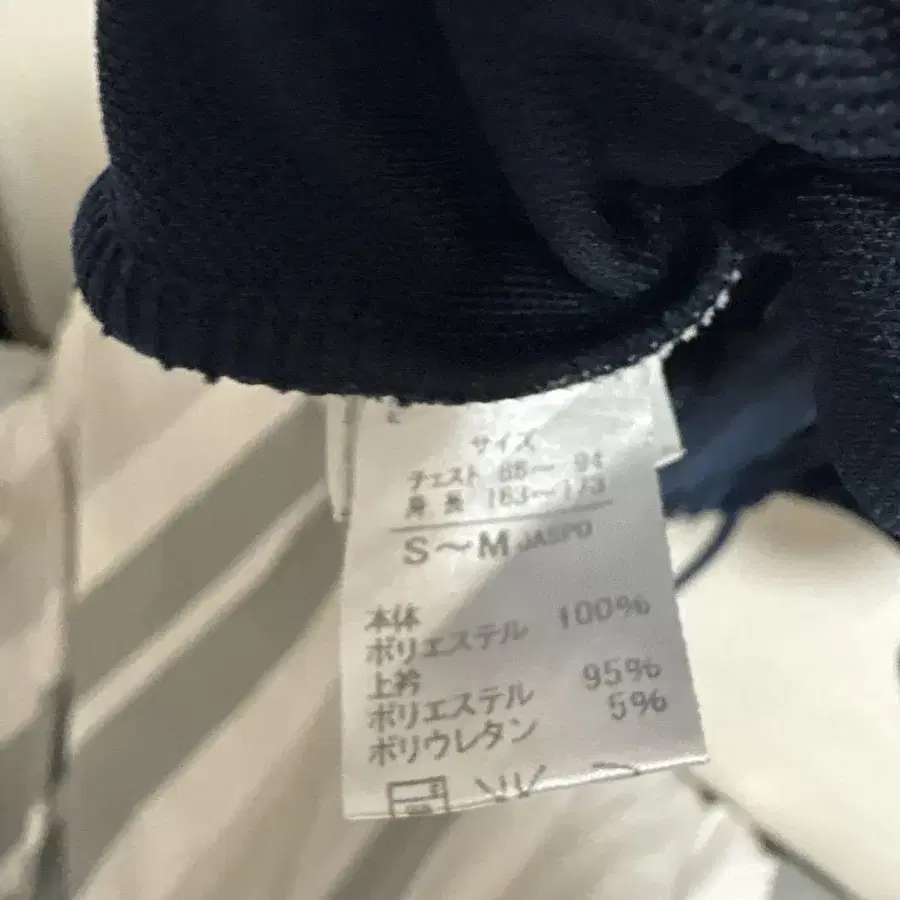 サイズ
チェスト 86～ 94
身長 163～173
S～M JASPO
本体
ポリエステル 100%
上衿
ポリエステル 95%
ポリウレタン 5%